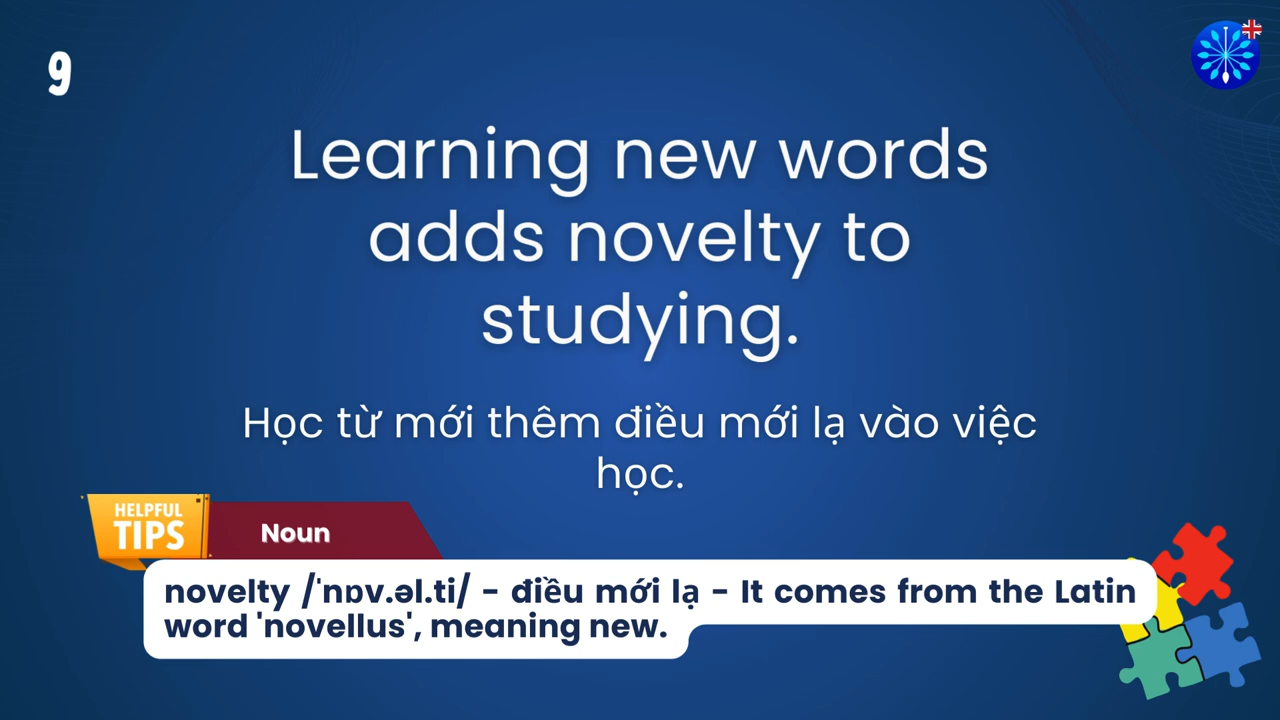 9
Learning new words
adds novelty to
studying.
Học từ mới thêm điều mới lạ vào việc
học.
HELPFUL
TIPS
Noun
novelty /ˈnɒv.əl.ti/ - điều mới lạ - It comes from the Latin
word 'novellus', meaning new.